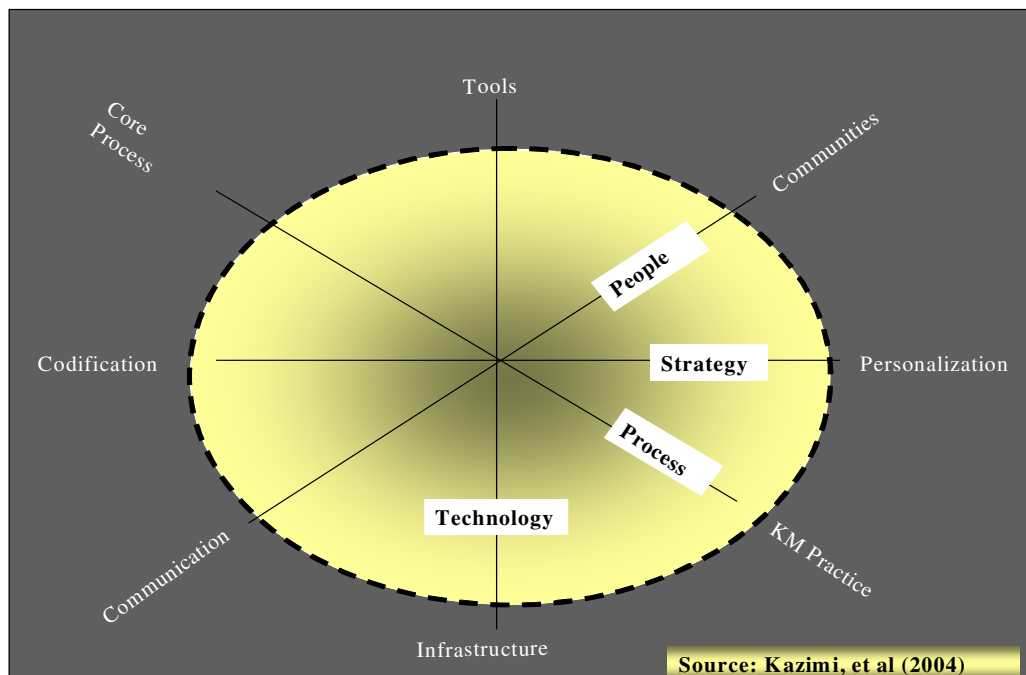 Tools
Core
Process
Communities
People
Codification
Strategy
Personalization
Process
Technology
Communication
KM Practice
Infrastructure
Source: Kazimi, et al (2004)